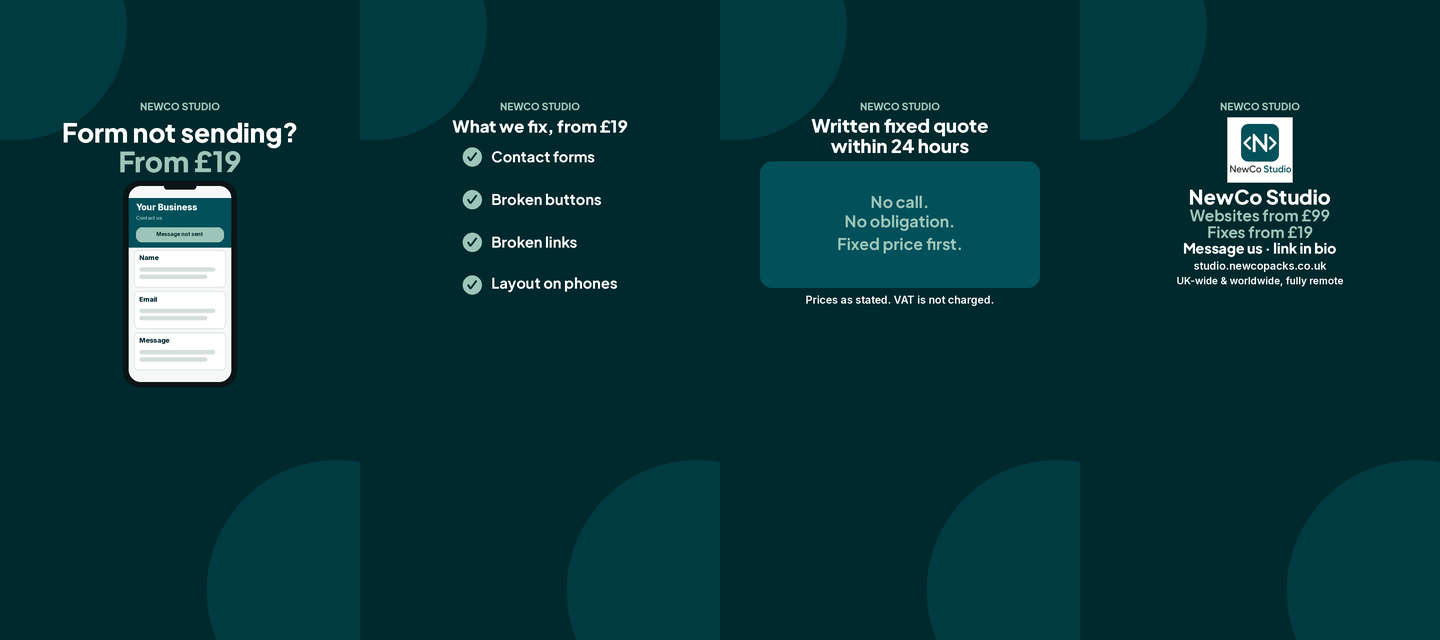 NEWCO STUDIO
Form not sending?
From £19
Your Business
Contact us
Message not sent
Name
Email
Message
NEWCO STUDIO
What we fix, from £19
Contact forms
Broken buttons
Broken links
Layout on phones
NEWCO STUDIO
Written fixed quote
within 24 hours
No call.
No obligation.
Fixed price first.
Prices as stated. VAT is not charged.
NEWCO STUDIO
<N>
NewCo Studio
NewCo Studio
Websites from £99
Fixes from £19
Message us · link in bio
studio.newcopacks.co.uk
UK-wide & worldwide, fully remote